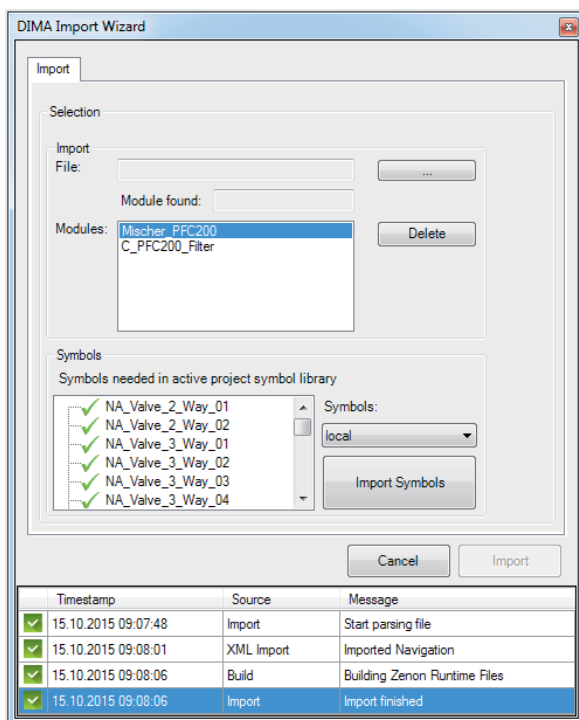 DIMA Import Wizard
Import
Selection
Import
File:
...
Module found:
Modules:
Mischer_PFC200
C_PFC200_Filter
Delete
Symbols
Symbols needed in active project symbol library
NA_Valve_2_Way_01
NA_Valve_2_Way_02
NA_Valve_3_Way_01
NA_Valve_3_Way_02
NA_Valve_3_Way_03
NA_Valve_3_Way_04
Symbols:
local
Import Symbols
Cancel
Import
Timestamp Source Message
15.10.2015 09:07:48 Import Start parsing file
15.10.2015 09:08:01 XML Import Imported Navigation
15.10.2015 09:08:06 Build Building Zenon Runtime Files
15.10.2015 09:08:06 Import Import finished